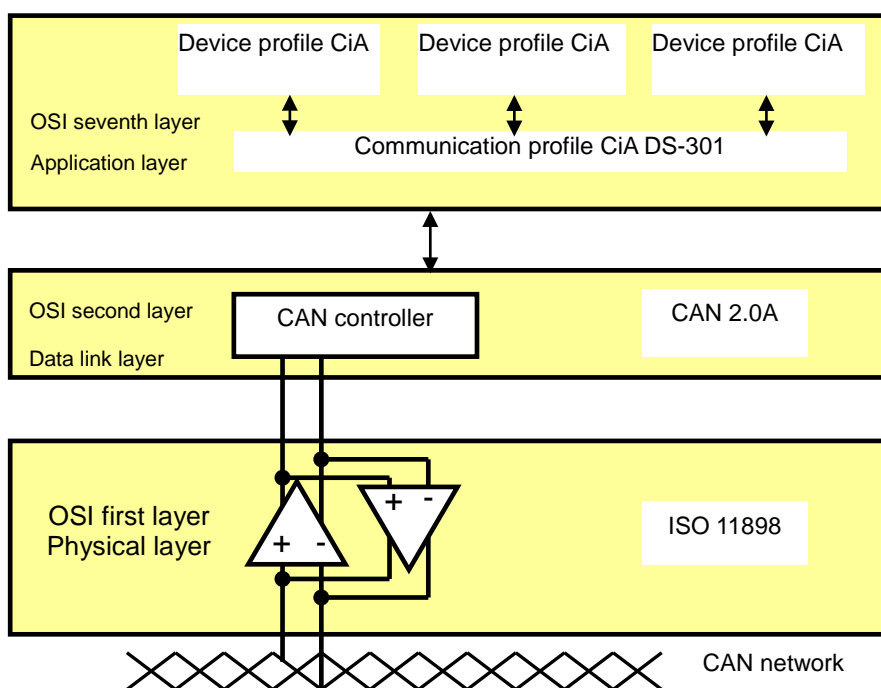 Device profile CiA
Device profile CiA
Device profile CiA
OSI seventh layer
Communication profile CiA DS-301
Application layer
OSI second layer
CAN controller
CAN 2.0A
Data link layer
+
-
OSI first layer
Physical layer
ISO 11898
+
-
CAN network